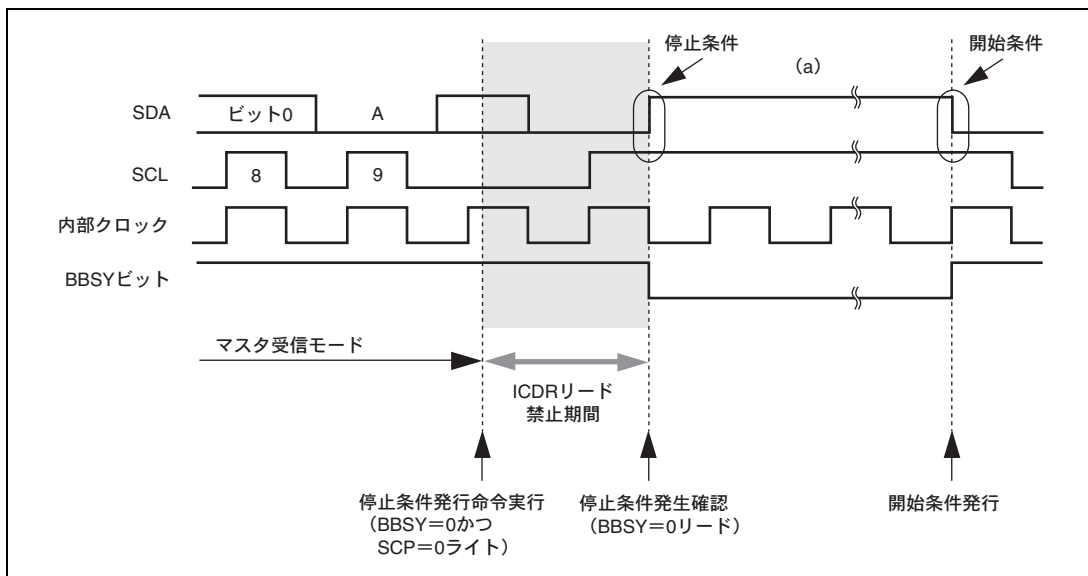 停止条件
開始条件
(a)
SDA
ビット0
A
SCL
8
9
内部クロック
BBSYビット
マスタ受信モード
ICDRリード
禁止期間
停止条件発行命令実行
（BBSY＝0かつ
SCP＝0ライト）
停止条件発生確認
（BBSY＝0リード）
開始条件発行